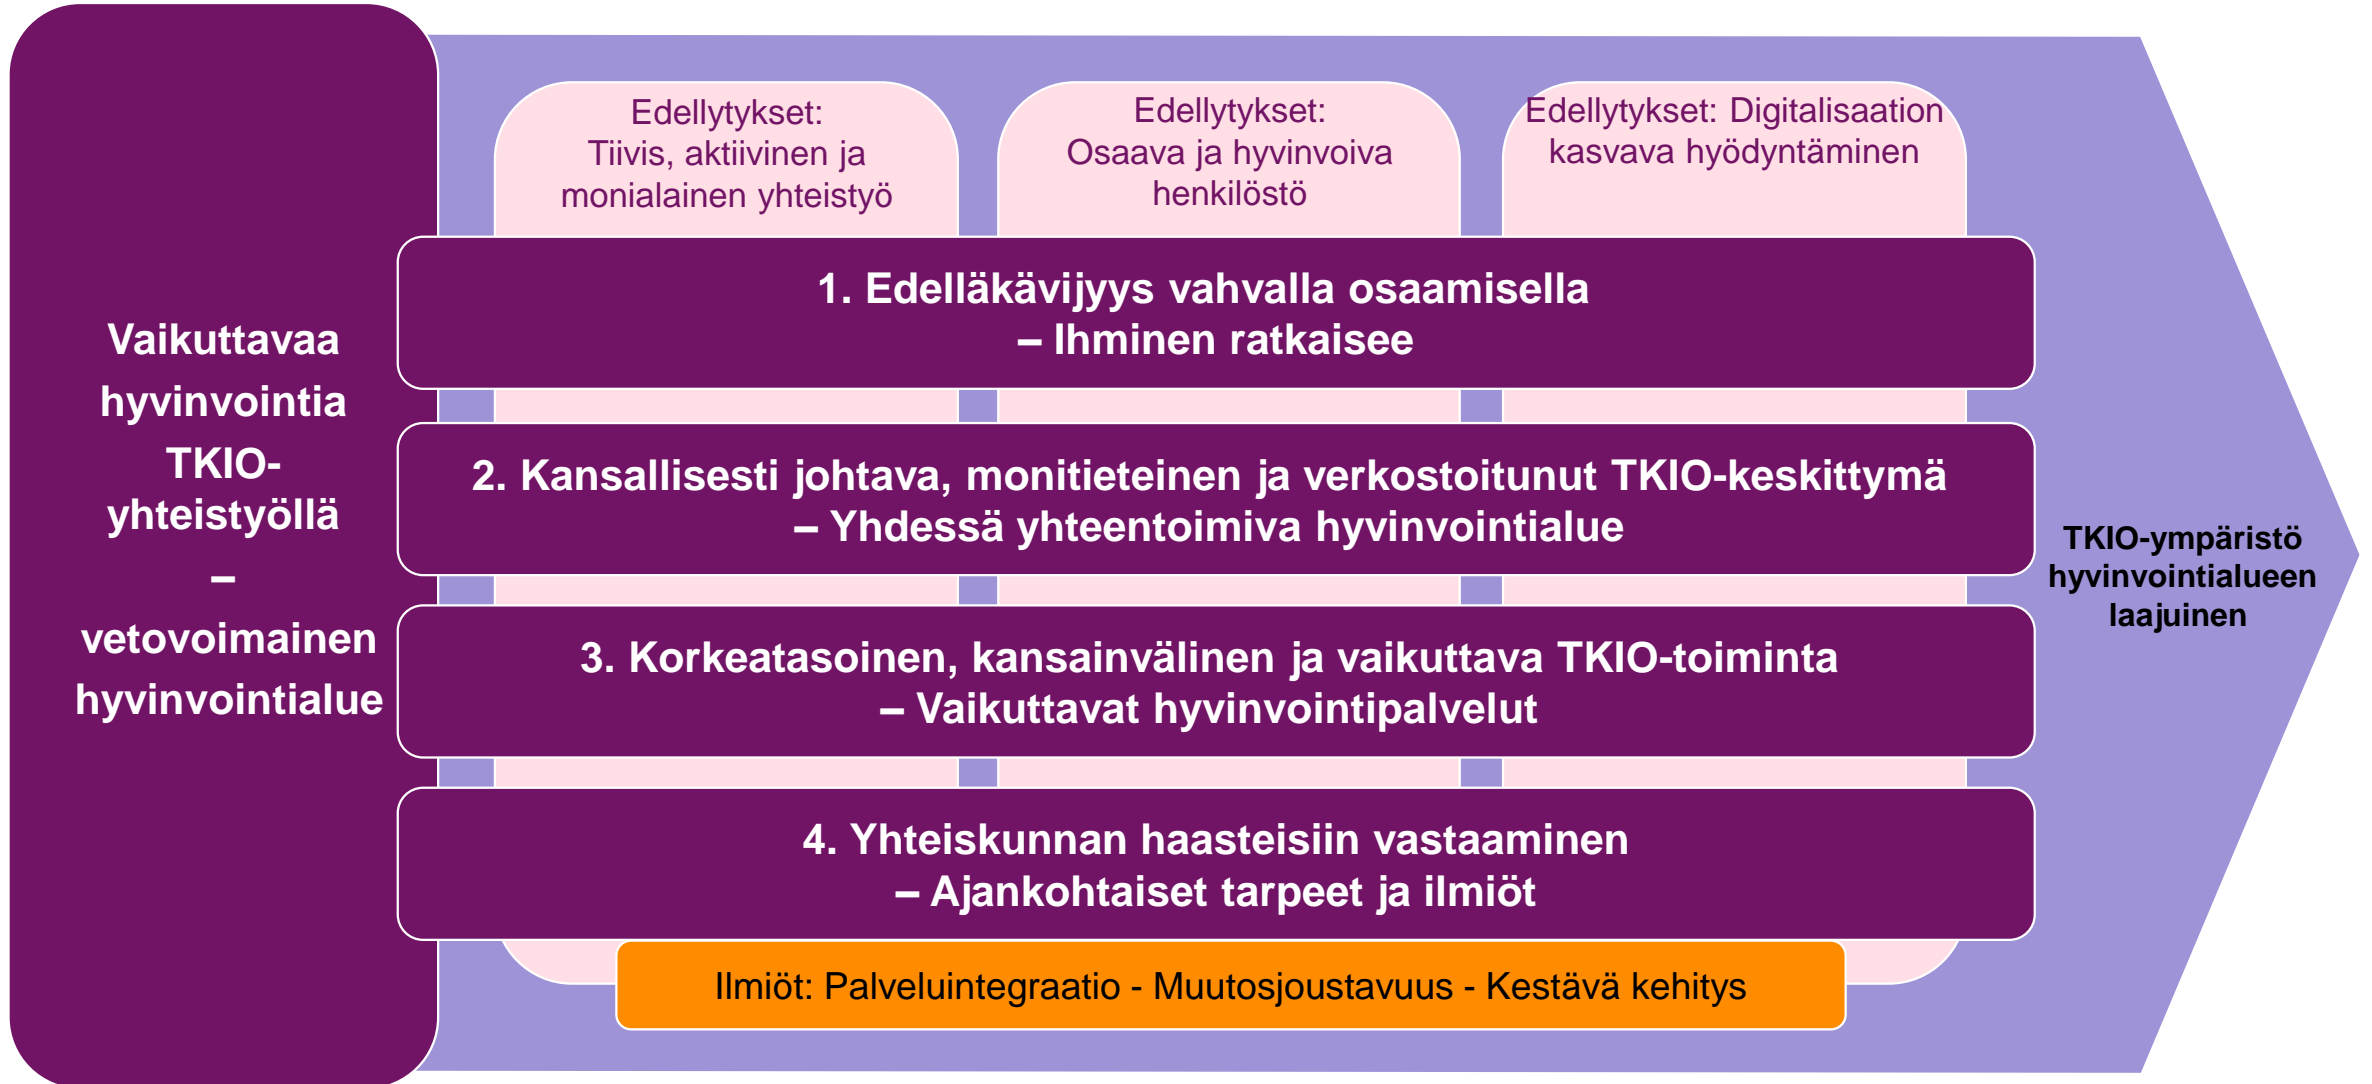 Vaikuttavaa
hyvinvointia
TKIO-
yhteistyöllä
–
vetovoimainen
hyvinvointialue
Edellytykset:
Tiivis, aktiivinen ja
monialainen yhteistyö
Edellytykset:
Osaava ja hyvinvoiva
henkilöstö
Edellytykset: Digitalisaation
kasvava hyödyntäminen
1. Edelläkävijyys vahvalla osaamisella
– Ihminen ratkaisee
2. Kansallisesti johtava, monitieteinen ja verkostoitunut TKIO-keskittymä
– Yhdessä yhteentoimiva hyvinvointialue
3. Korkeatasoinen, kansainvälinen ja vaikuttava TKIO-toiminta
– Vaikuttavat hyvinvointipalvelut
4. Yhteiskunnan haasteisiin vastaaminen
– Ajankohtaiset tarpeet ja ilmiöt
Ilmiöt: Palveluintegraatio - Muutosjoustavuus - Kestävä kehitys
TKIO-ympäristö
hyvinvointialueen
laajuinen